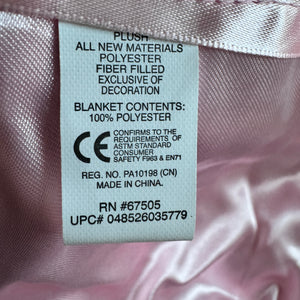 PLUSH
ALL NEW MATERIALS
POLYESTER
FIBER FILLED
EXCLUSIVE OF
DECORATION
BLANKET CONTENTS:
100% POLYESTER
CE CONFIRMS TO THE
REQUIREMENTS OF
ASTM STANDARD
CONSUMER
SAFETY F963 & EN71
REG. NO. PA10198 (CN)
MADE IN CHINA.
RN #67505
UPC# 048526035779